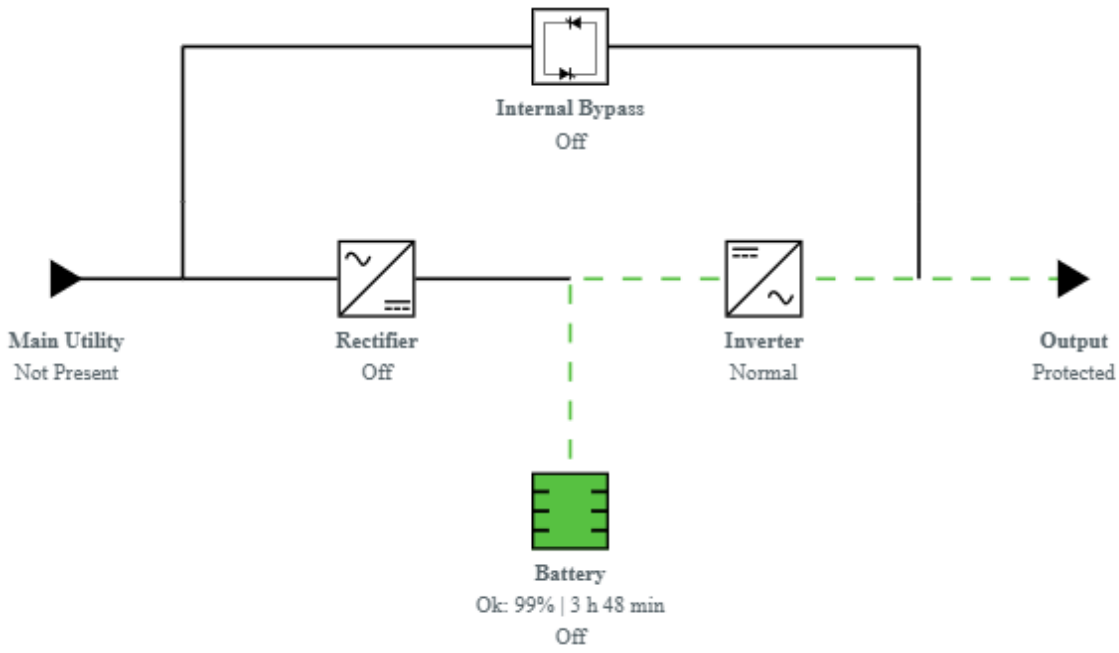 Internal Bypass
Off
Main Utility
Not Present
Rectifier
Off
Inverter
Normal
Output
Protected
Battery
Ok: 99% | 3 h 48 min
Off